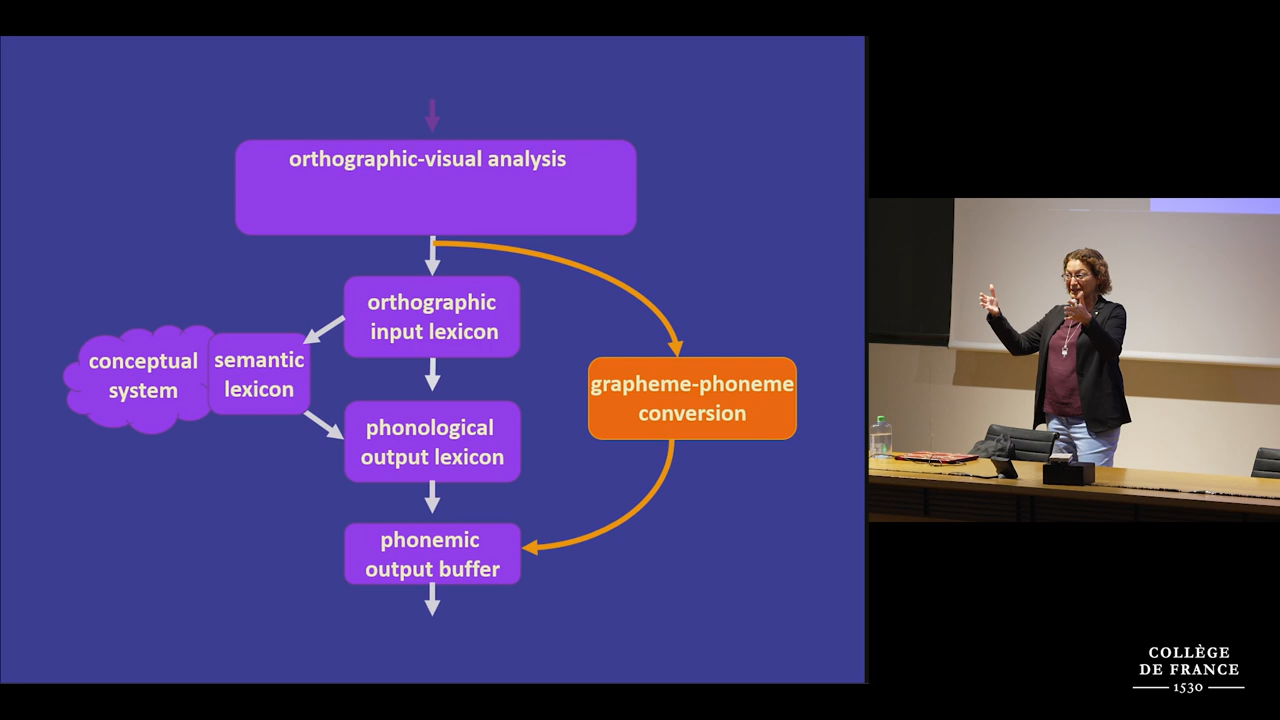 orthographic-visual analysis
orthographic
input lexicon
conceptual
system
semantic
lexicon
grapheme-phoneme
conversion
phonological
output lexicon
phonemic
output buffer
COLLÈGE
DE FRANCE
1530